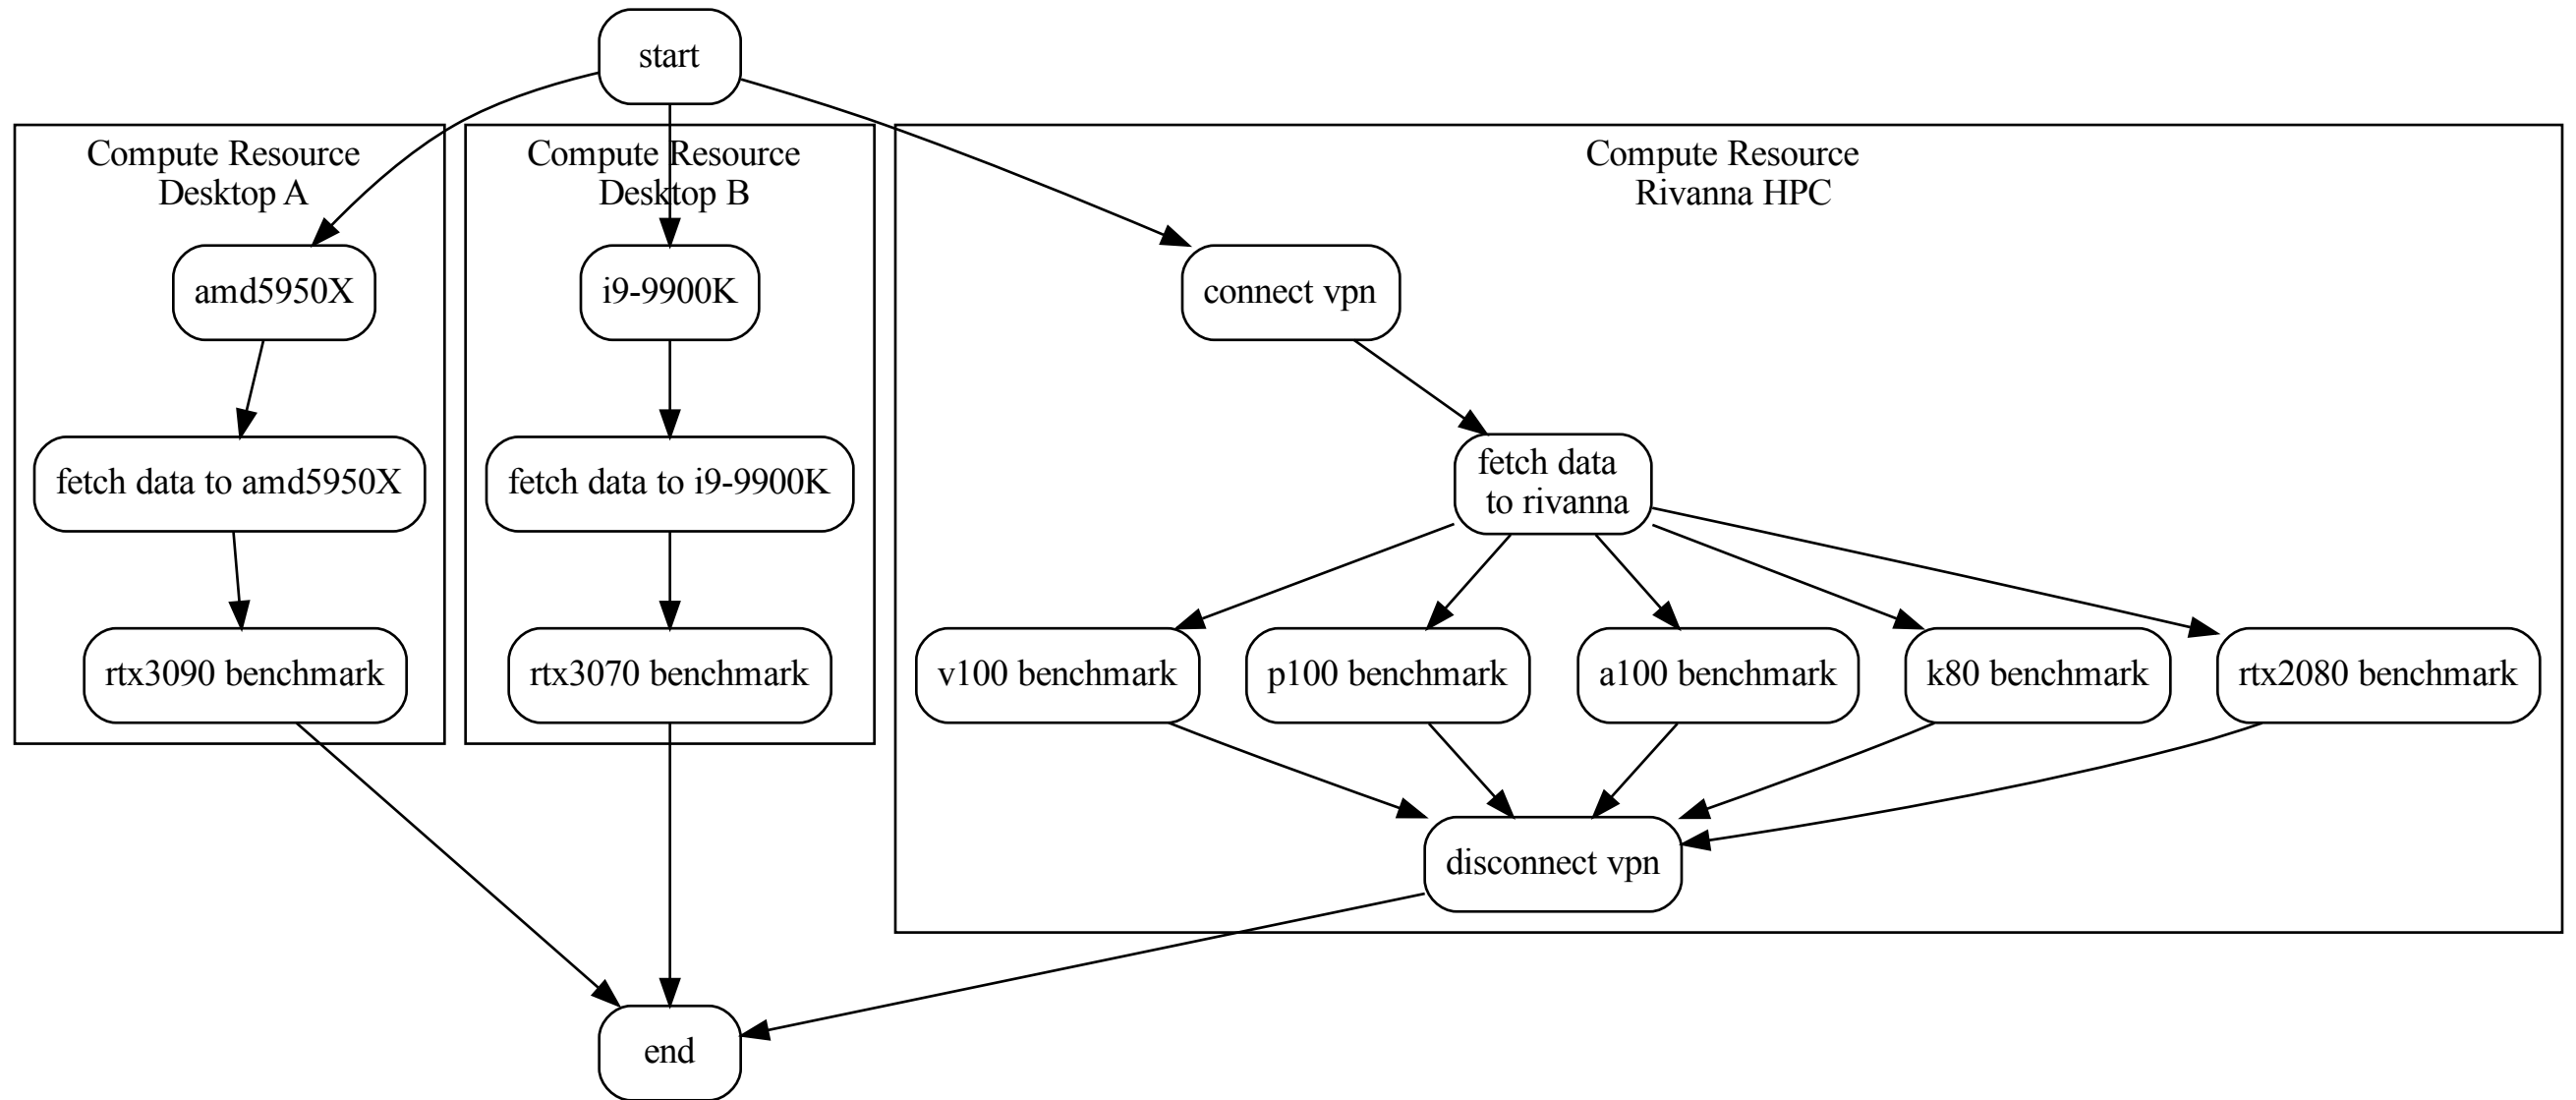 start
Compute Resource
Desktop A
amd5950X
fetch data to amd5950X
rtx3090 benchmark
Compute Resource
Desktop B
i9-9900K
fetch data to i9-9900K
rtx3070 benchmark
Compute Resource
Rivanna HPC
connect vpn
fetch data
to rivanna
v100 benchmark
p100 benchmark
a100 benchmark
k80 benchmark
rtx2080 benchmark
disconnect vpn
end